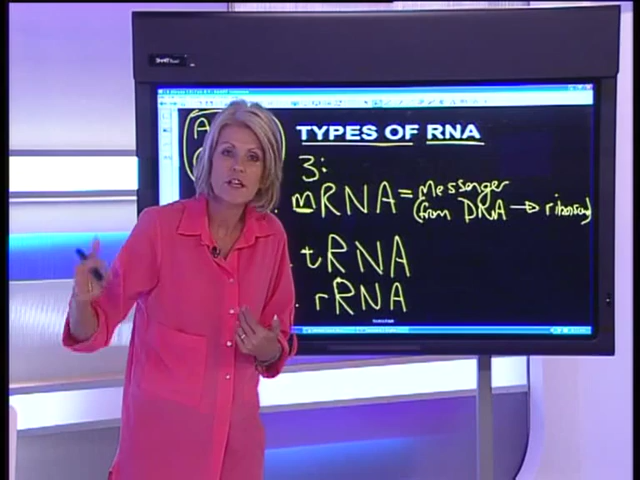 TYPES OF RNA
3:
mRNA = Messenger
(from DNA → ribosome)
tRNA
rRNA